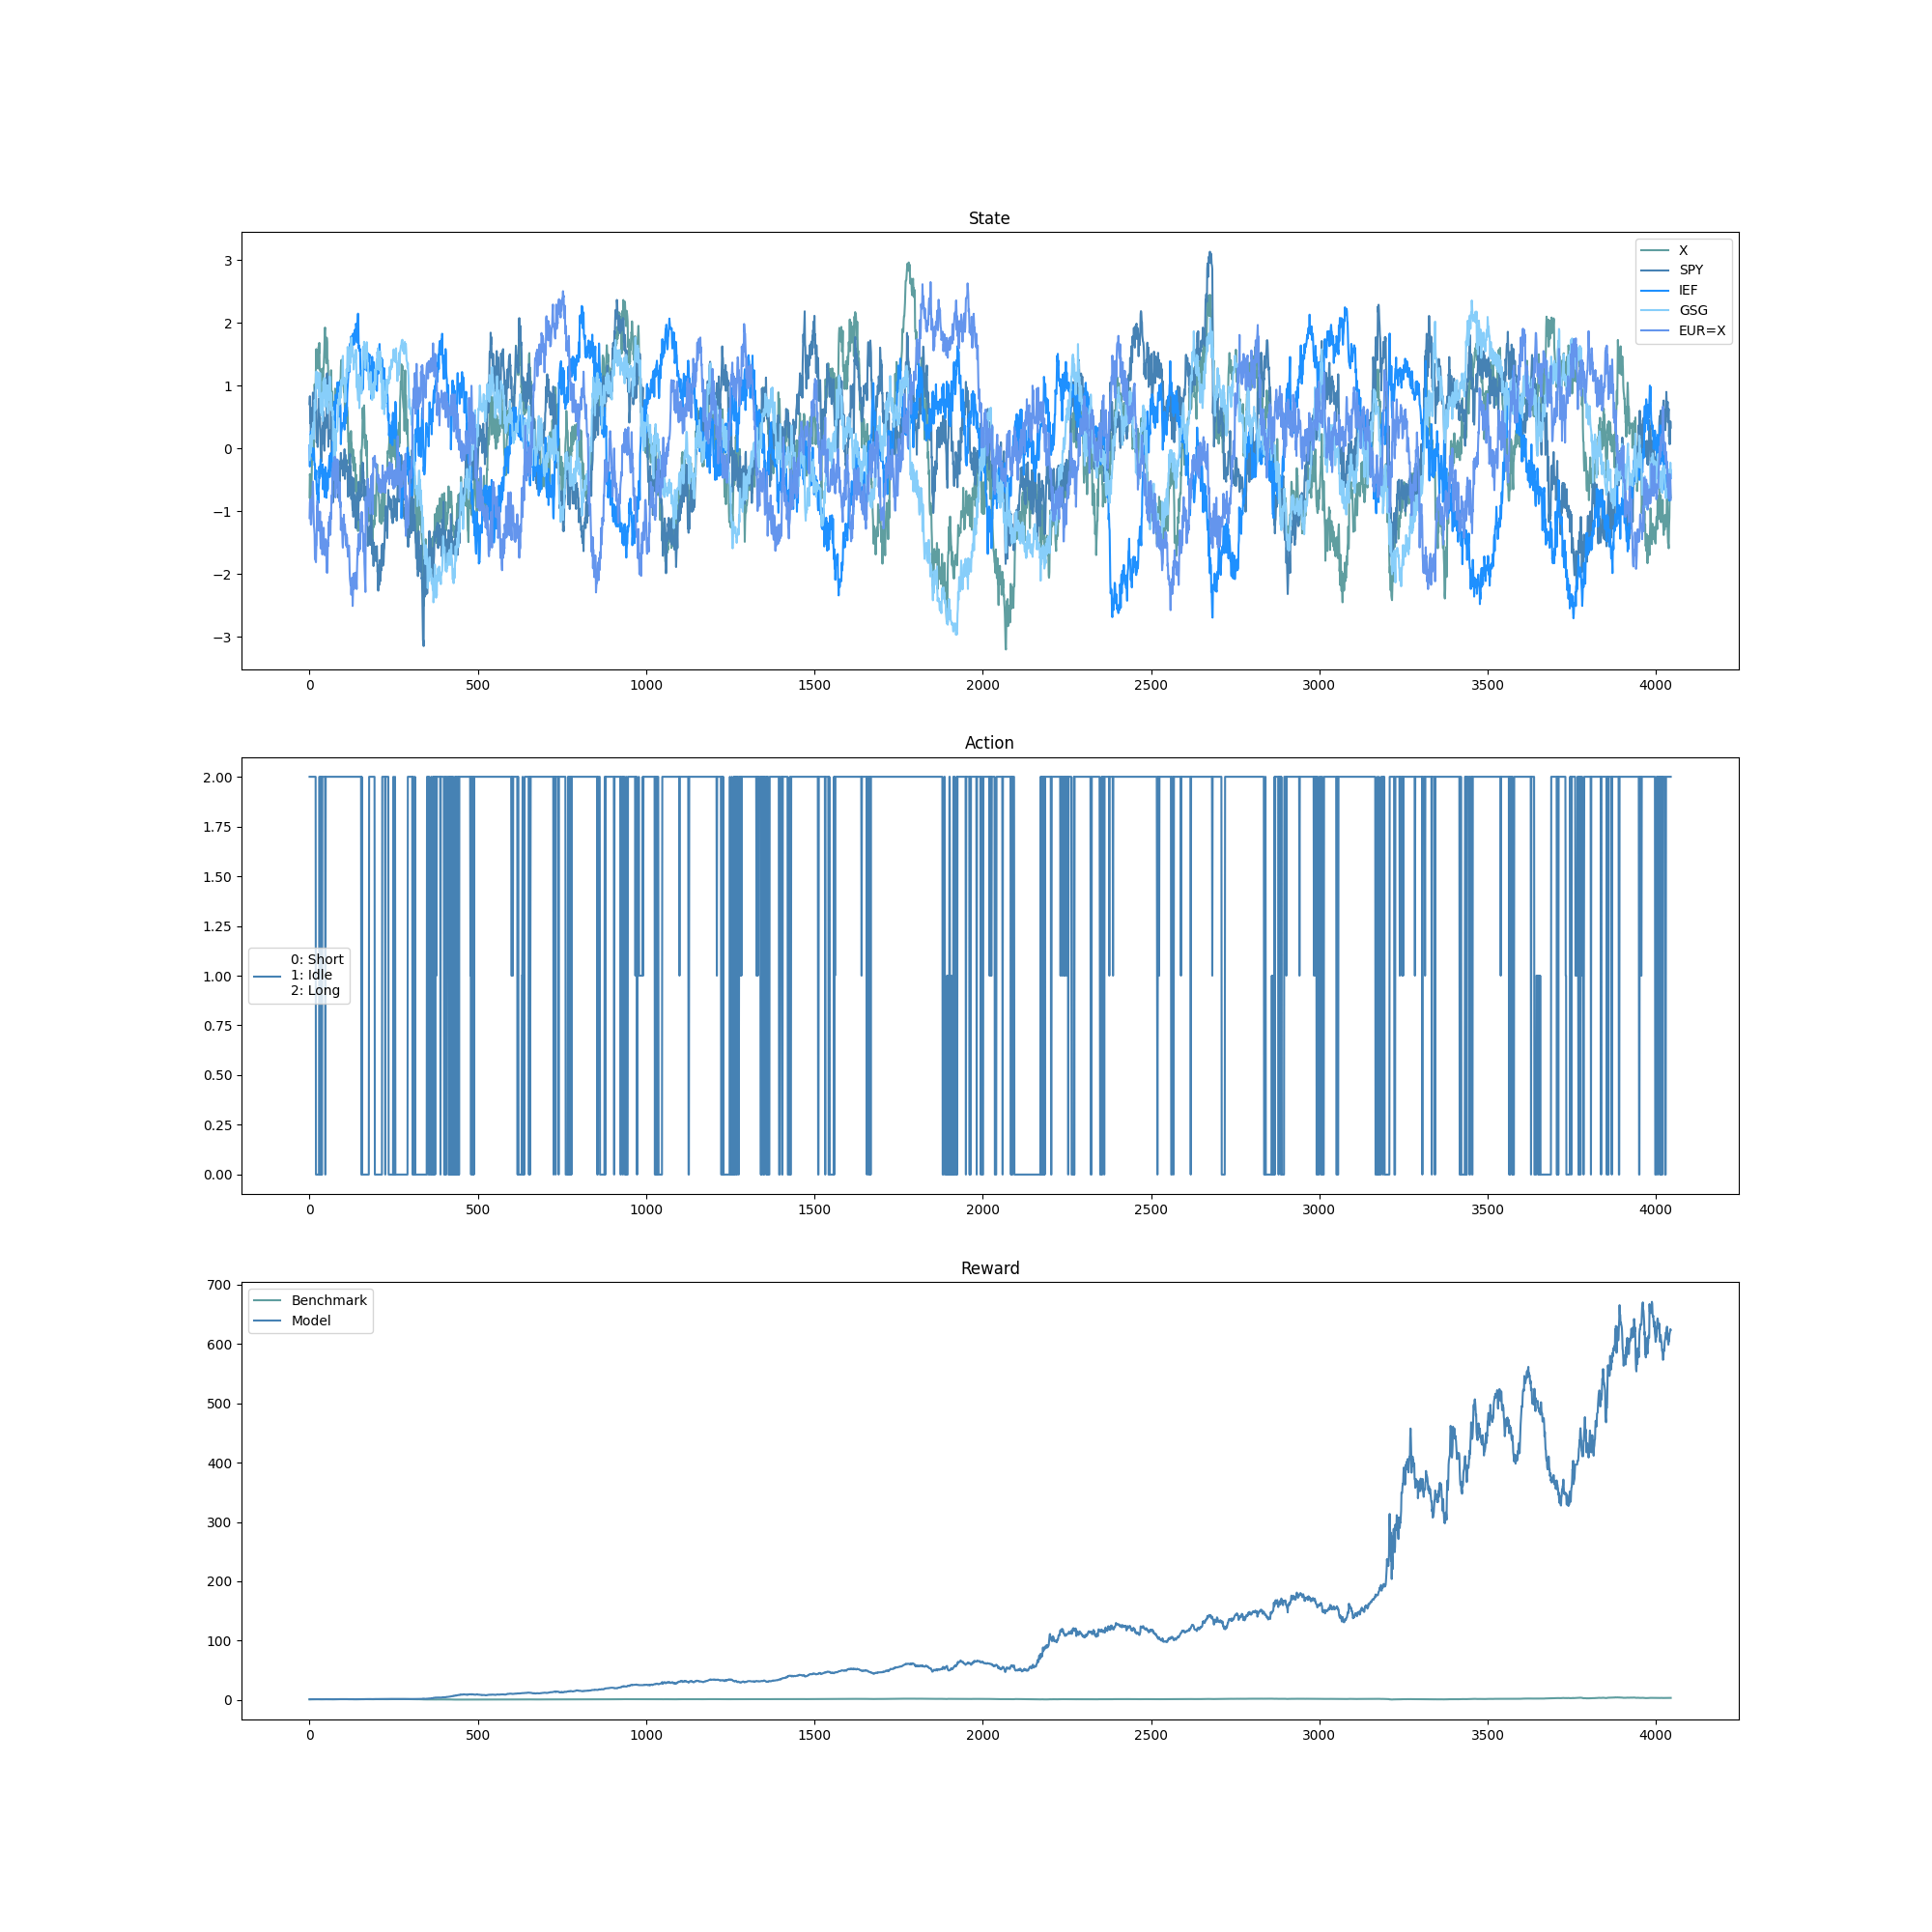 State
3
2
1
0
−1
−2
−3
X
SPY
IEF
GSG
EUR=X
0 500 1000 1500 2000 2500 3000 3500 4000
Action
2.00
1.75
1.50
1.25
1.00
0.75
0.50
0.25
0.00
0: Short
1: Idle
2: Long
0 500 1000 1500 2000 2500 3000 3500 4000
Reward
700
600
500
400
300
200
100
0
Benchmark
Model
0 500 1000 1500 2000 2500 3000 3500 4000